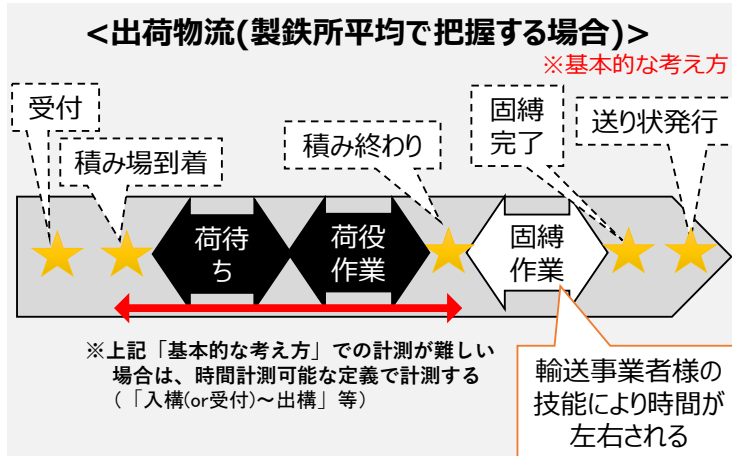 <出荷物流(製鉄所平均で把握する場合)>
※基本的な考え方
受付
積み場到着
積み終わり
固縛
完了
送り状発行
荷待
ち
荷役
作業
固縛
作業
※上記「基本的な考え方」での計測が難しい
場合は、時間計測可能な定義で計測する
(「入構(or受付)～出構」等)
輸送事業者様の
技能により時間が
左右される